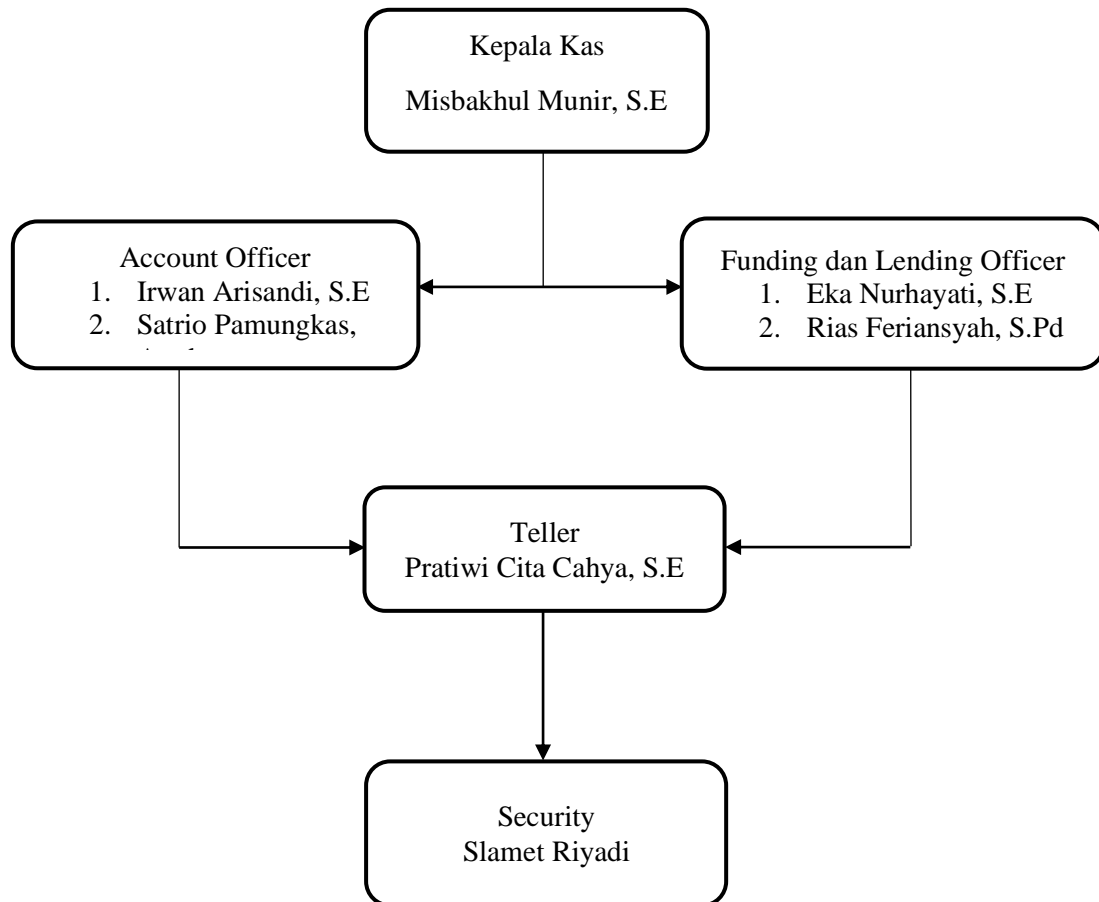 Kepala Kas
Misbakhul Munir, S.E
Account Officer
1. Irwan Arisandi, S.E
2. Satrio Pamungkas,
Funding dan Lending Officer
1. Eka Nurhayati, S.E
2. Rias Feriansyah, S.Pd
Teller
Pratiwi Cita Cahya, S.E
Security
Slamet Riyadi